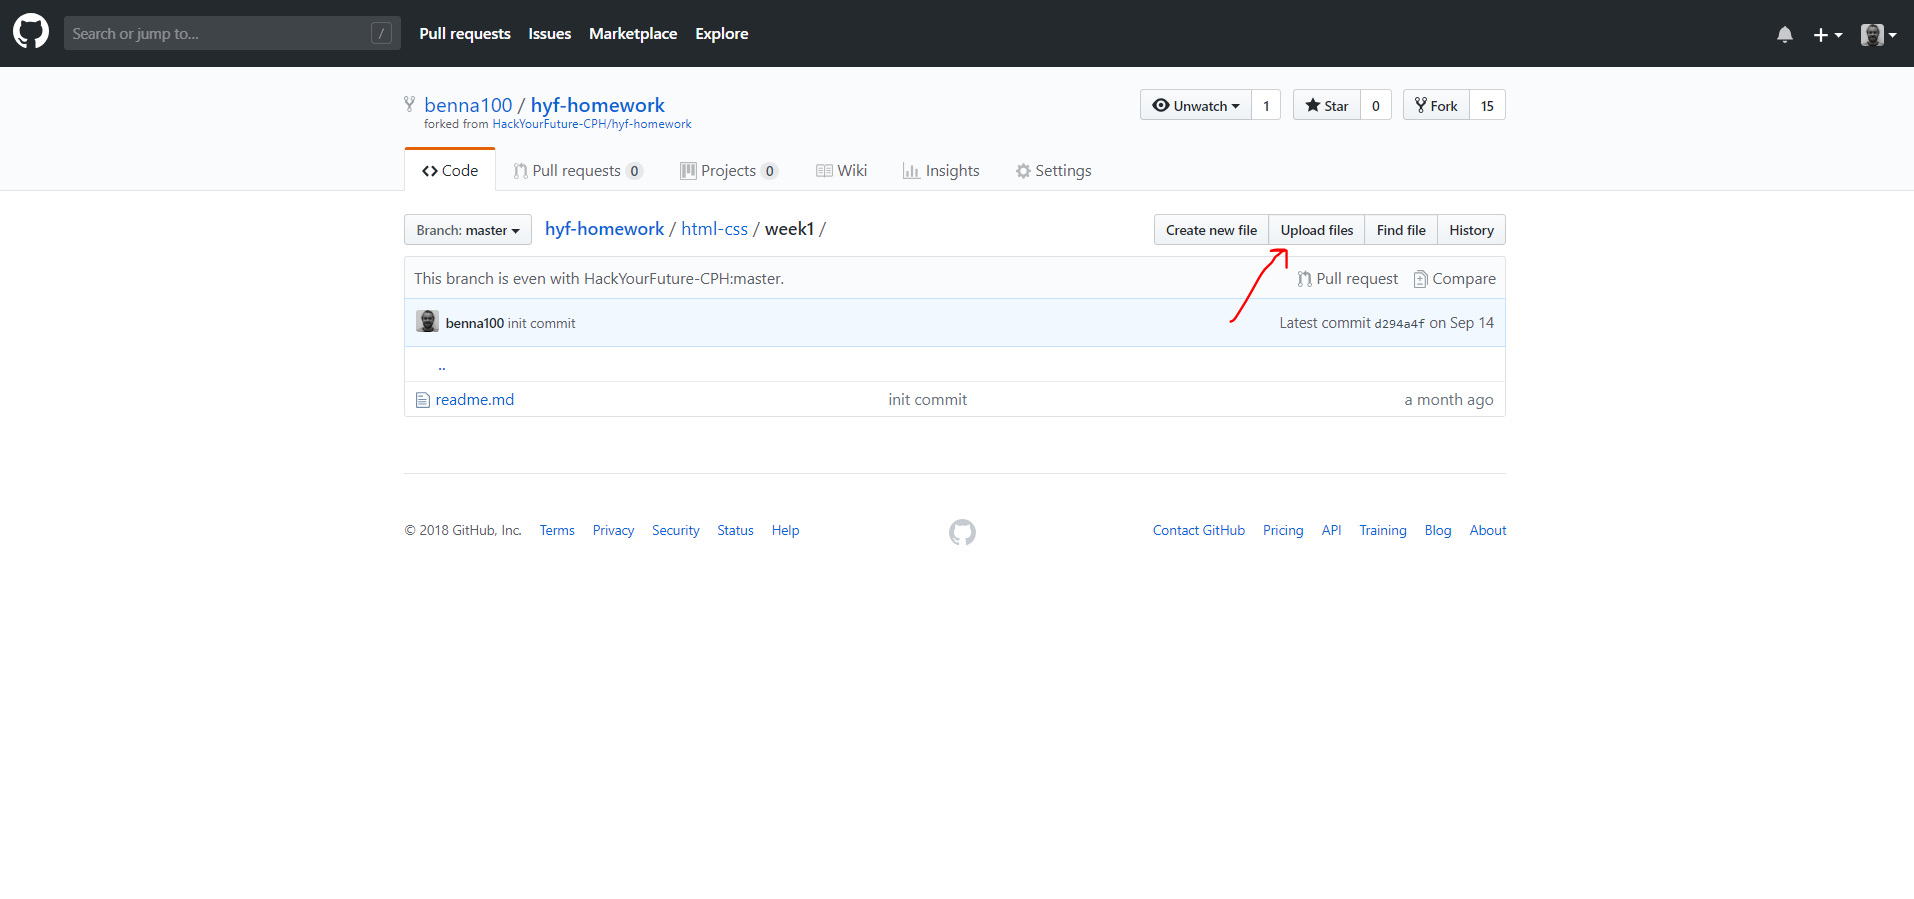 Search or jump to... / Pull requests Issues Marketplace Explore
benna100 / hyf-homework Unwatch 1 Star 0 Fork 15
forked from HackYourFuture-CPH/hyf-homework
Code Pull requests 0 Projects 0 Wiki Insights Settings
Branch: master hyf-homework / html-css / week1 / Create new file Upload files Find file History
This branch is even with HackYourFuture-CPH:master. Pull request Compare
benna100 init commit Latest commit d294a4f on Sep 14
..
readme.md init commit a month ago
© 2018 GitHub, Inc. Terms Privacy Security Status Help Contact GitHub Pricing API Training Blog About